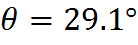 𝜃 = 29.1°